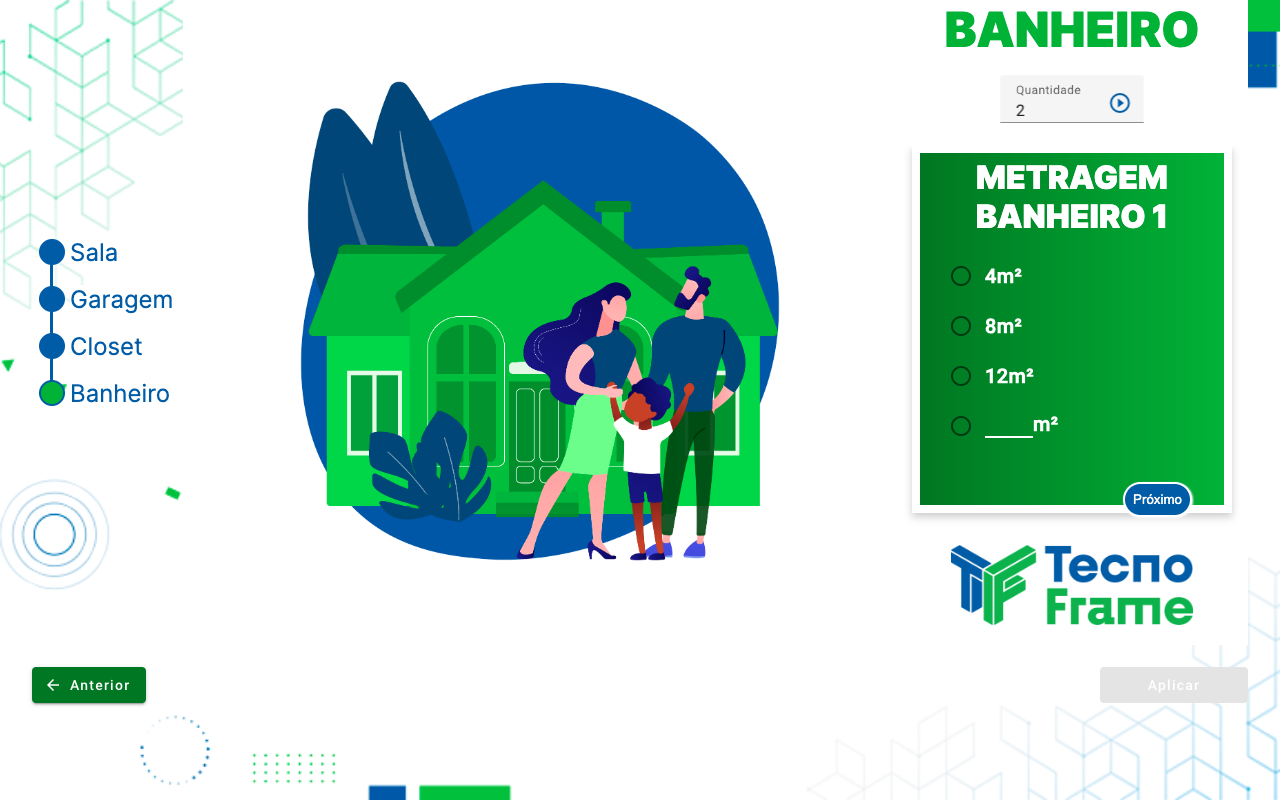 BANHEIRO
Quantidade
2
METRAGEM
BANHEIRO 1
4m²
8m²
12m²
____m²
Próximo
Sala
Garagem
Closet
Banheiro
Tecno
Frame
Anterior
Aplicar